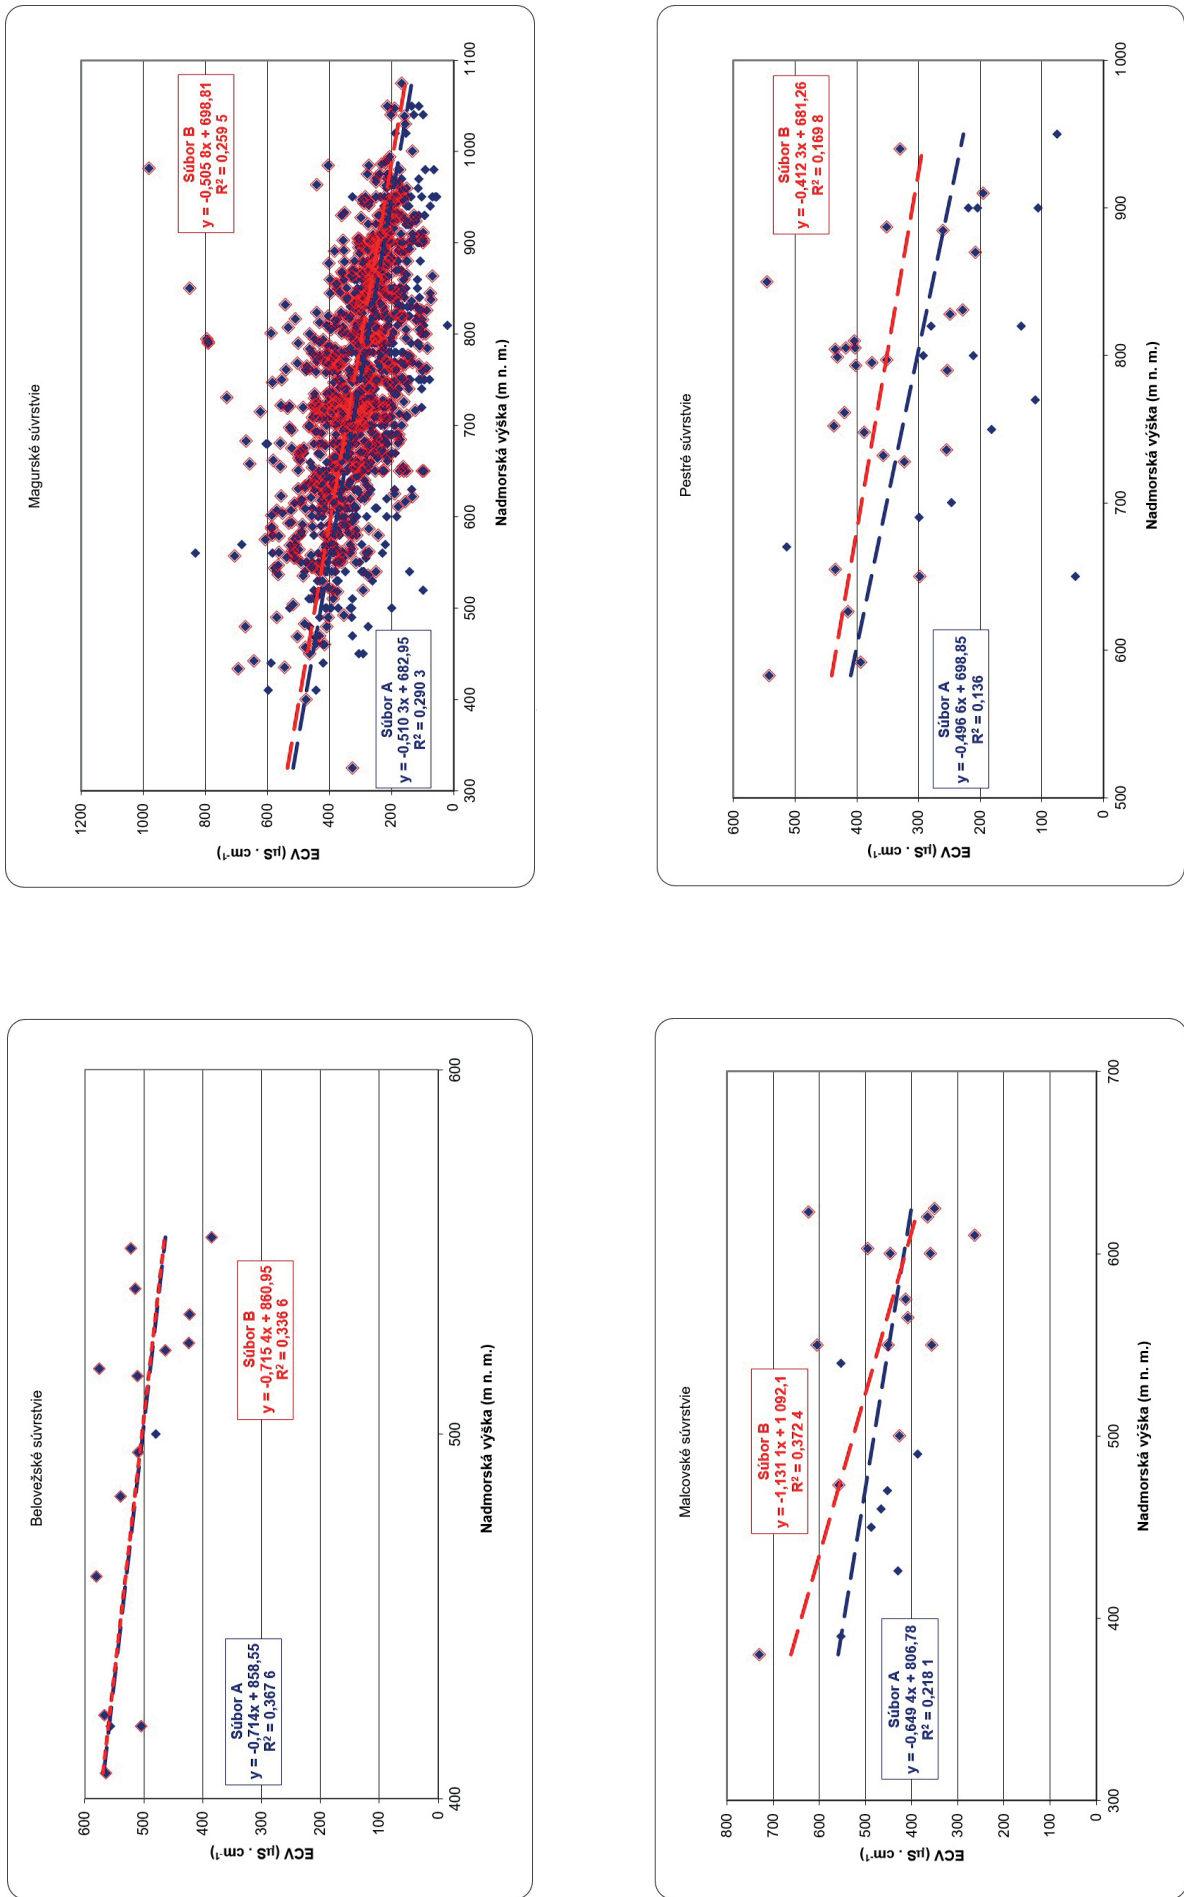 Belovežské súvrstvie
600
500
400
300
200
100
0
ECV (µS . cm⁻¹)
400
500
600
Nadmorská výška (m n. m.)
Súbor A
y = -0,714x + 858,55
R² = 0,367 6
Súbor B
y = -0,715 4x + 860,95
R² = 0,336 6
Magurské súvrstvie
1200
1000
800
600
400
200
0
ECV (µS . cm⁻¹)
300
400
500
600
700
800
900
1000
1100
Nadmorská výška (m n. m.)
Súbor A
y = -0,510 3x + 682,95
R² = 0,290 3
Súbor B
y = -0,505 8x + 698,81
R² = 0,259 5
Malcovské súvrstvie
800
700
600
500
400
300
200
100
0
ECV (µS . cm⁻¹)
300
400
500
600
700
Nadmorská výška (m n. m.)
Súbor A
y = -0,649 4x + 806,78
R² = 0,218 1
Súbor B
y = -1,131 1x + 1 092,1
R² = 0,372 4
Pestré súvrstvie
600
500
400
300
200
100
0
ECV (µS . cm⁻¹)
500
600
700
800
900
1 000
Nadmorská výška (m n. m.)
Súbor A
y = -0,496 6x + 698,85
R² = 0,136
Súbor B
y = -0,412 3x + 681,26
R² = 0,169 8